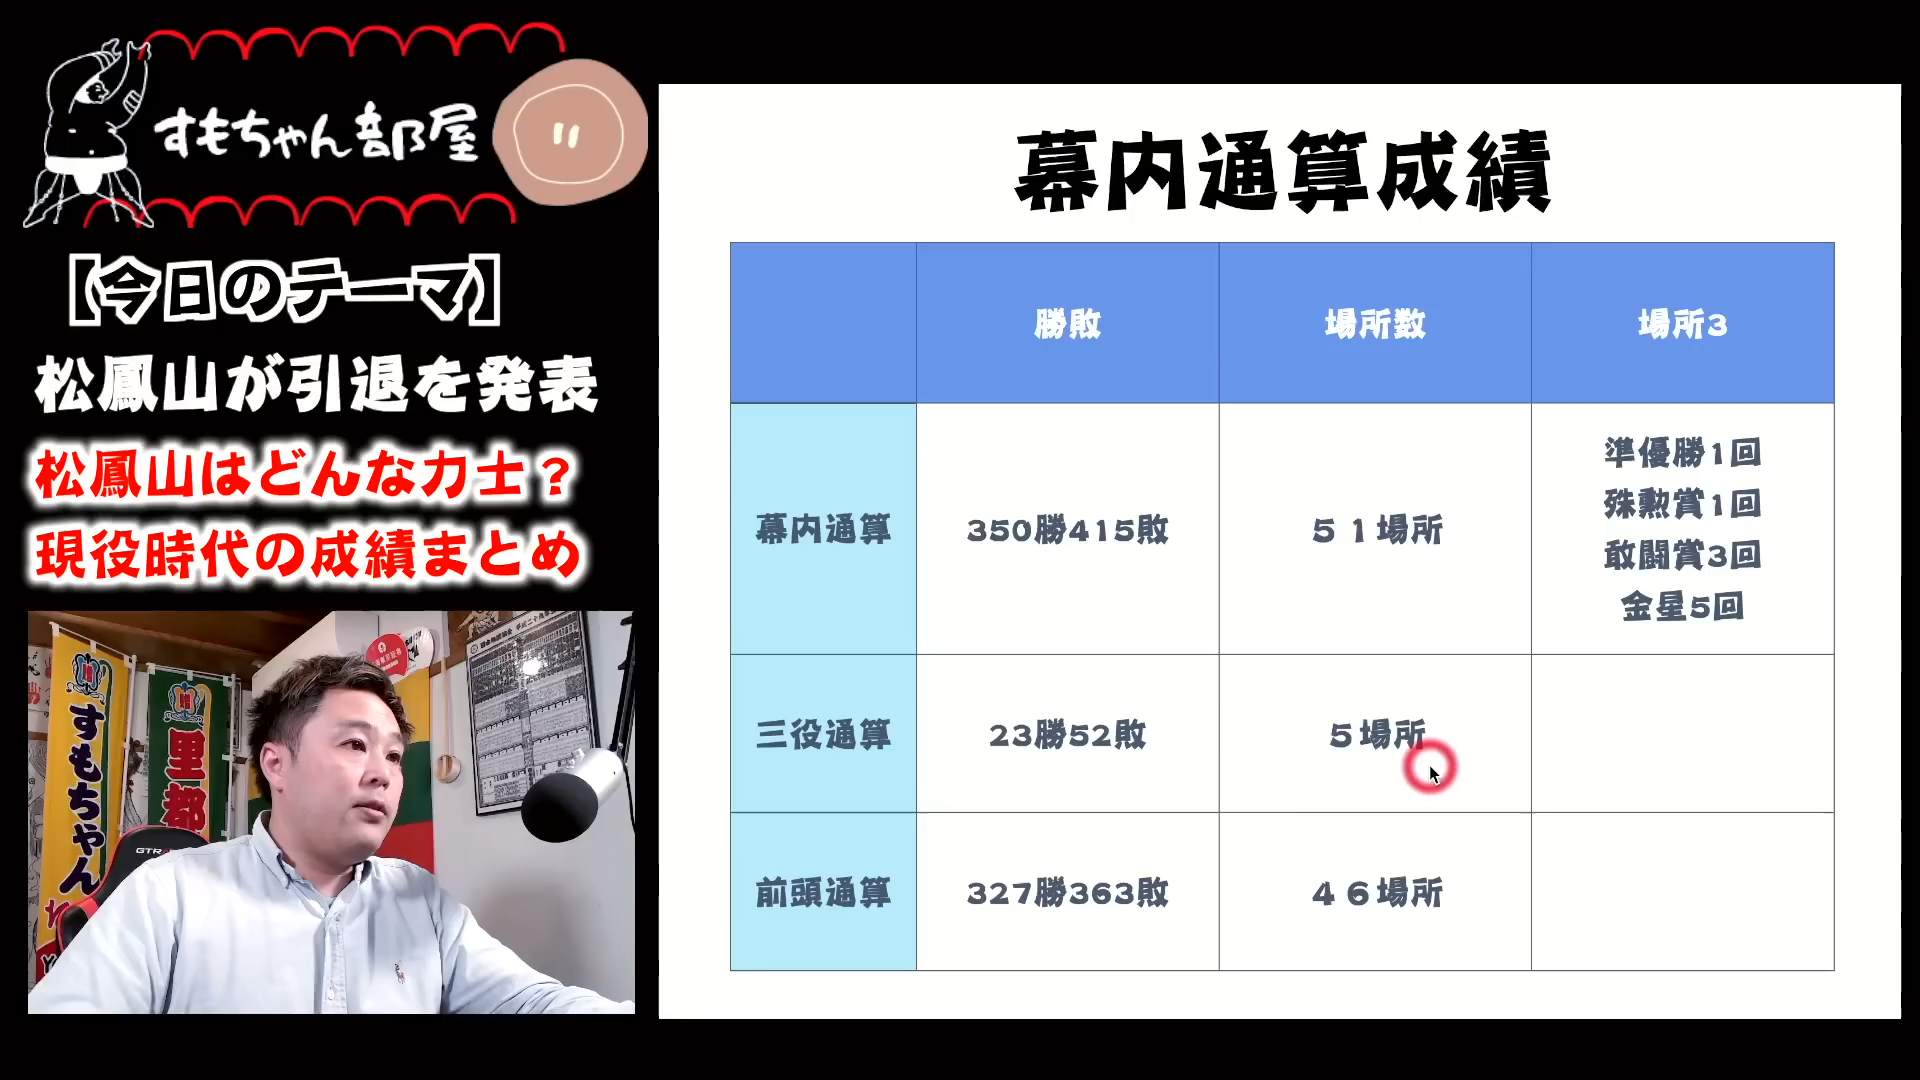 すもちゃん部屋
【今日のテーマ】
松鳳山が引退を発表
松鳳山はどんな力士？
現役時代の成績まとめ
すもちゃん
里都
GTR
幕内通算成績
勝敗
場所数
場所3
幕内通算
350勝415敗
５１場所
準優勝1回
殊勲賞1回
敢闘賞3回
金星5回
三役通算
23勝52敗
５場所
前頭通算
327勝363敗
４６場所